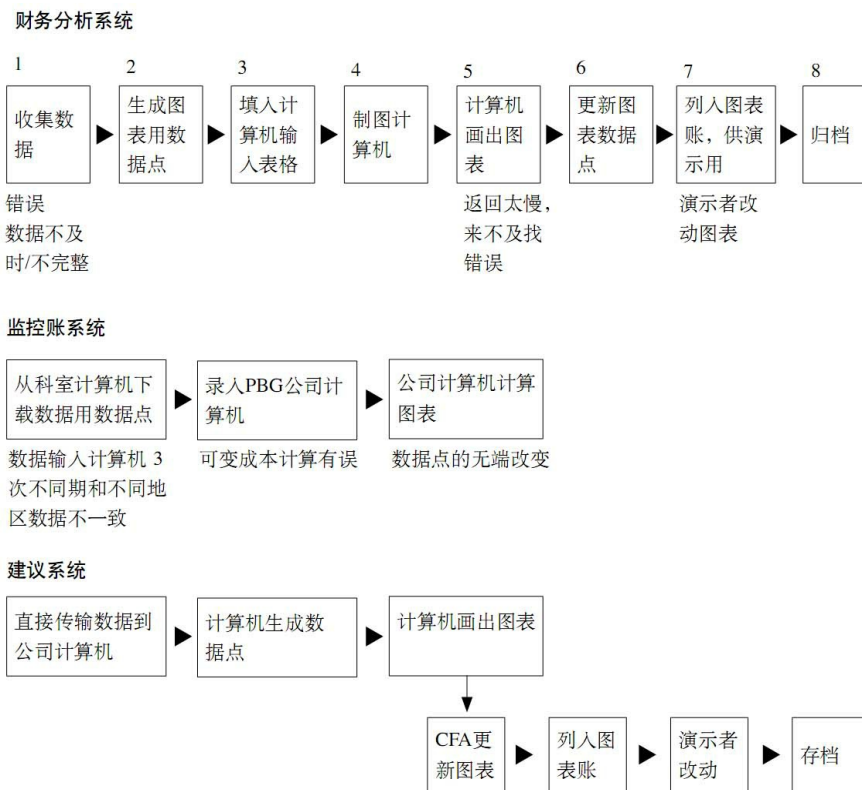 财务分析系统
1 2 3 4 5 6 7 8
收集数
据
生成图
表用数
据点
填入计
算机输
入表格
制图计
算机
计算机
画出图
表
更新图
表数据
点
列入图表
账，供演
示用
归档
错误
数据不及
时/不完整
返回太慢，
来不及找
错误
演示者改
动图表
监控账系统
从科室计算机下
载数据用数据点
录入PBG公司计
算机
公司计算机计算
图表
数据输入计算机 3
次不同期和不同地
区数据不一致
可变成本计算有误
数据点的无端改变
建议系统
直接传输数据到
公司计算机
计算机生成数
据点
计算机画出图表
CFA更
新图表
列入图
表账
演示者
改动
存档